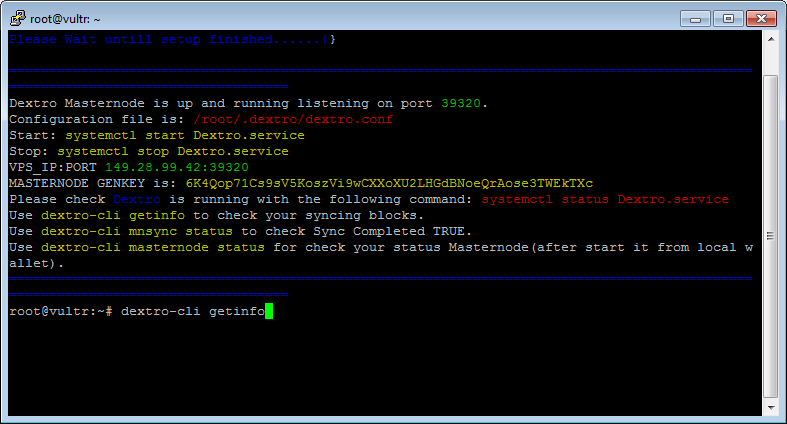 root@vultr: ~
Please Wait untill setup finished......!}
Dextro Masternode is up and running listening on port 39320.
Configuration file is: /root/.dextro/dextro.conf
Start: systemctl start Dextro.service
Stop: systemctl stop Dextro.service
VPS_IP:PORT 149.28.99.42:39320
MASTERNODE GENKEY is: 6K4Qop71Cs9sV5KoszVi9wCXXoXU2LHGdBNoeQrAose3TWEkTXc
Please check Dextro is running with the following command: systemctl status Dextro.service
Use dextro-cli getinfo to check your syncing blocks.
Use dextro-cli mnsync status to check Sync Completed TRUE.
Use dextro-cli masternode status for check your status Masternode(after start it from local w
allet).
root@vultr:~# dextro-cli getinfo